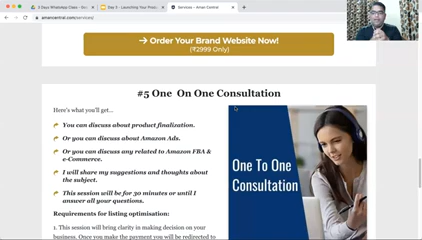 3 Days WhatsApp Class - Gro
Day 5 - Launching Your Produ
Services – Aman Central
amancentral.com/services/
→ Order Your Brand Website Now!
(₹2999 Only)
#5 One On One Consultation
Here's what you'll get...
You can discuss about product finalization.
Or you can discuss about Amazon Ads.
Or you can discuss any related to Amazon FBA &
e-Commerce.
I will share my suggestions and thoughts about
the subject.
This session will be for 30 minutes or until I
answer all your questions.
Requirements for listing optimisation:
1. This session will bring clarity in making decision on your
business. Once you make the payment you will be redirected to
One To One
Consultation